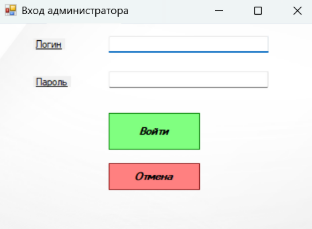 Вход администратора
Логин
Пароль
Войти
Отмена